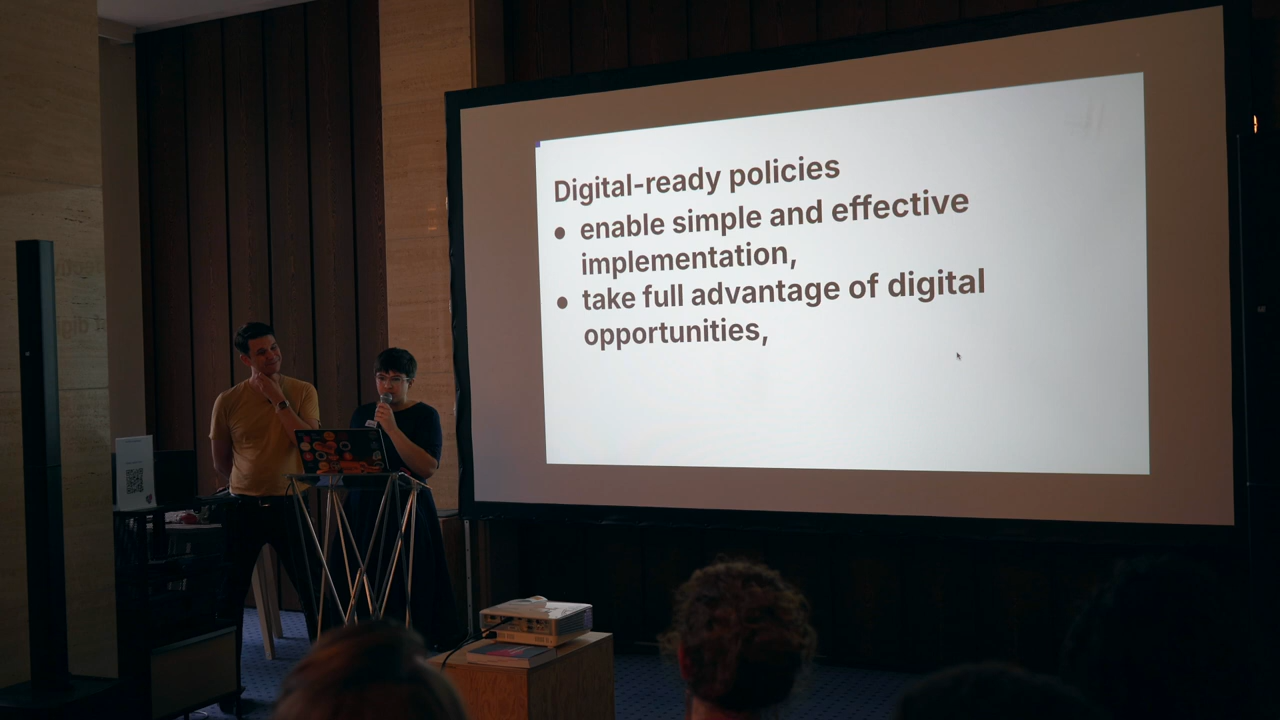 Digital-ready policies
• enable simple and effective
implementation,
• take full advantage of digital
opportunities,